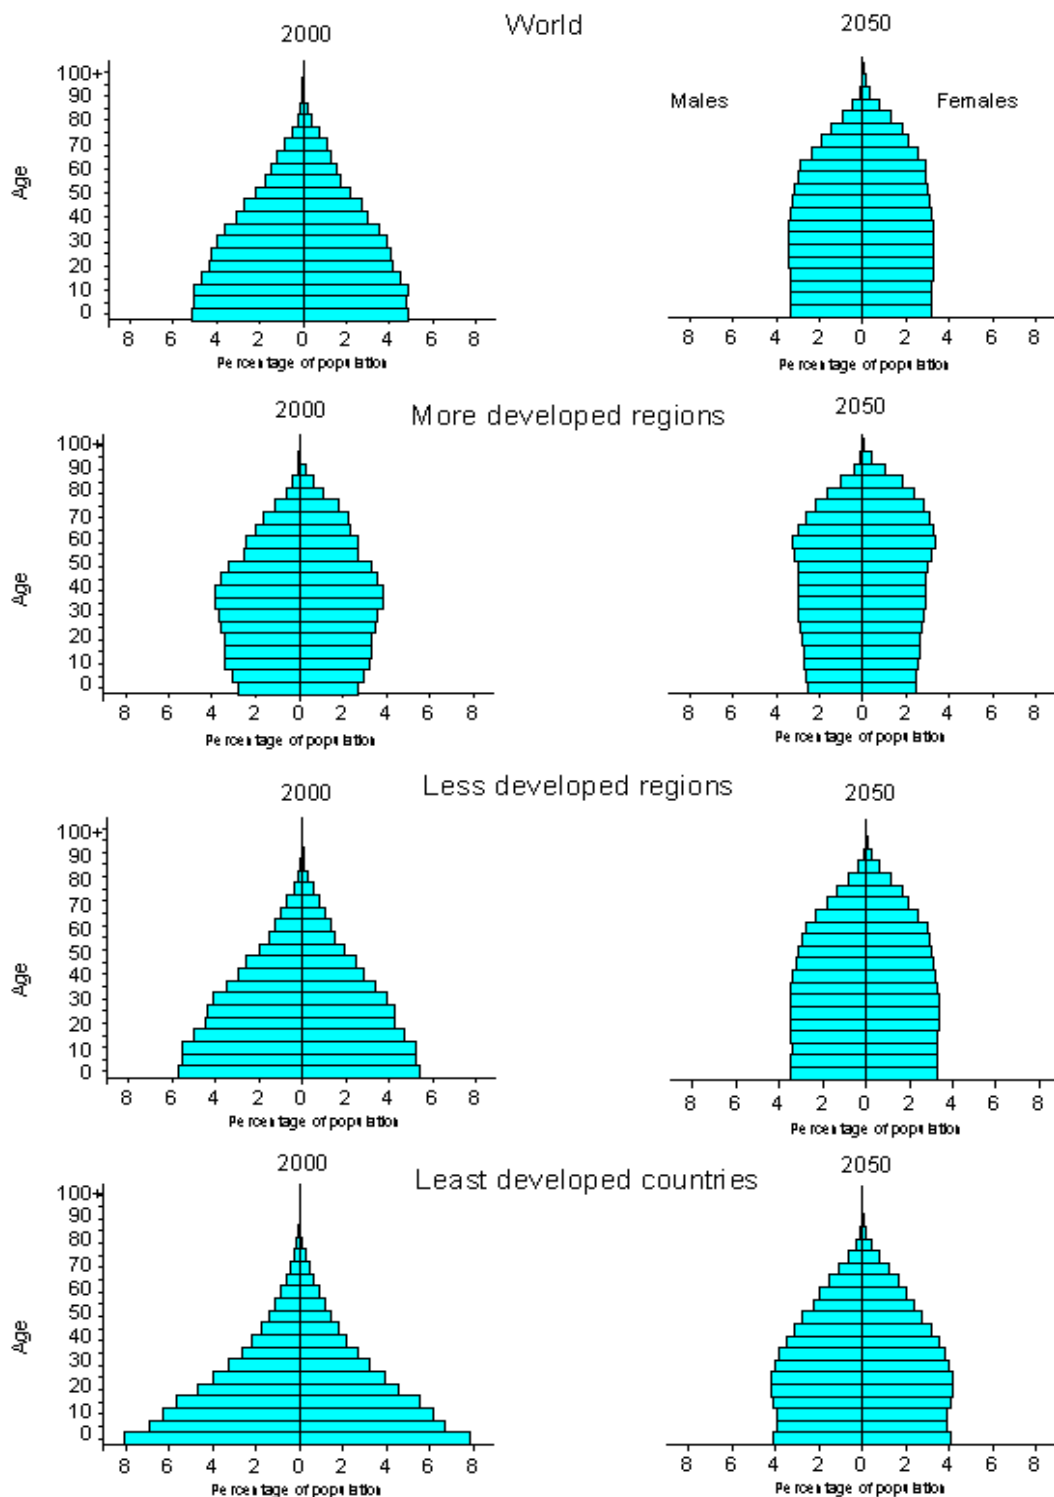 World
2000
2050
Males
Females
Age
100+
90
80
70
60
50
40
30
20
10
0
8 6 4 2 0 2 4 6 8
8 6 4 2 0 2 4 6 8
Percentage of population
Percentage of population
More developed regions
2000
2050
Age
100+
90
80
70
60
50
40
30
20
10
0
8 6 4 2 0 2 4 6 8
8 6 4 2 0 2 4 6 8
Percentage of population
Percentage of population
Less developed regions
2000
2050
Age
100+
90
80
70
60
50
40
30
20
10
0
8 6 4 2 0 2 4 6 8
8 6 4 2 0 2 4 6 8
Percentage of population
Percentage of population
Least developed countries
2000
2050
Age
100+
90
80
70
60
50
40
30
20
10
0
8 6 4 2 0 2 4 6 8
8 6 4 2 0 2 4 6 8
Percentage of population
Percentage of population